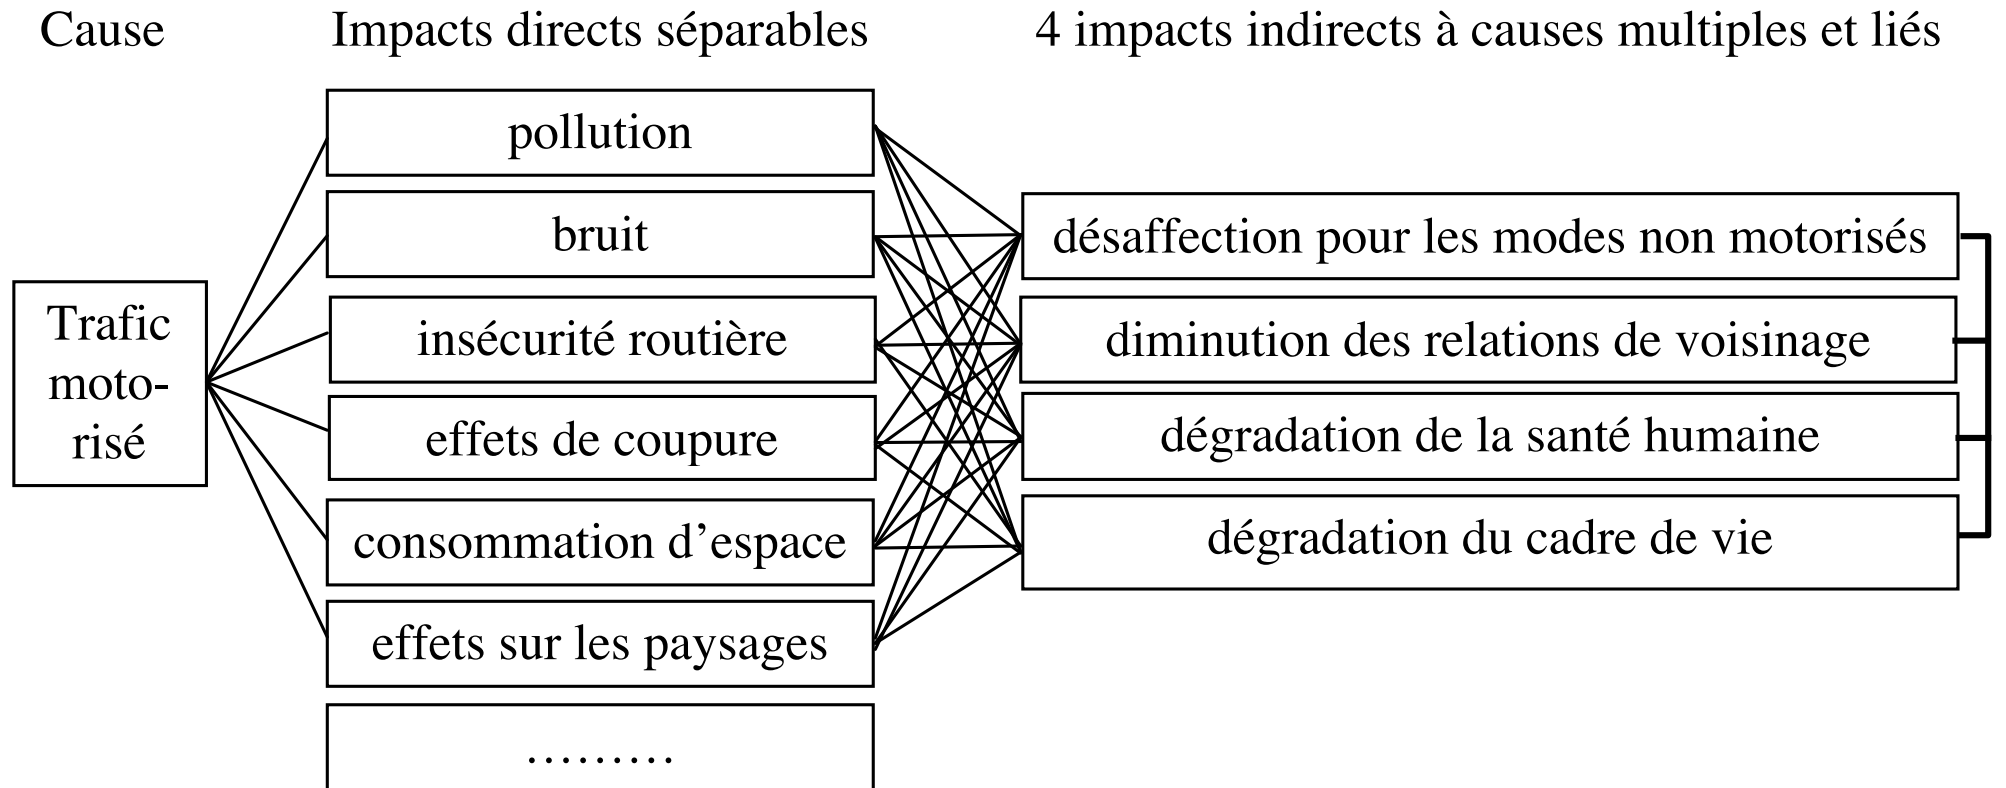 Cause
Impacts directs séparables
4 impacts indirects à causes multiples et liés
Trafic
moto-
risé
pollution
bruit
insécurité routière
effets de coupure
consommation d’espace
effets sur les paysages
………
désaffection pour les modes non motorisés
diminution des relations de voisinage
dégradation de la santé humaine
dégradation du cadre de vie